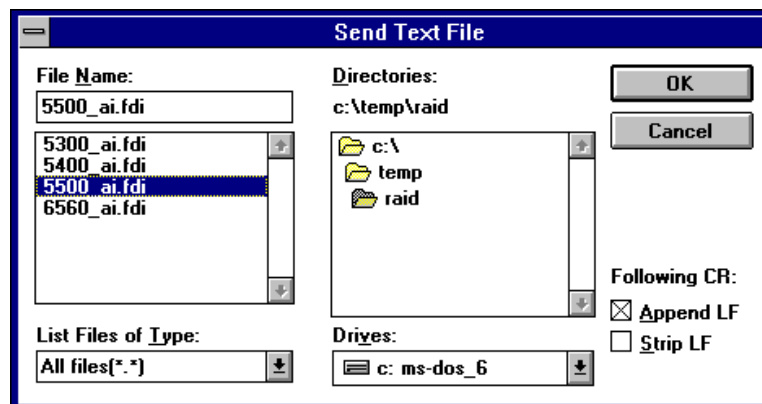 Send Text File
File Name:
5500_ai.fdi
5300_ai.fdi
5400_ai.fdi
5500_ai.fdi
6560_ai.fdi
List Files of Type:
All files(*.*)
Directories:
c:\temp\raid
c:\
temp
raid
Drives:
c: ms-dos_6
OK
Cancel
Following CR:
Append LF
Strip LF